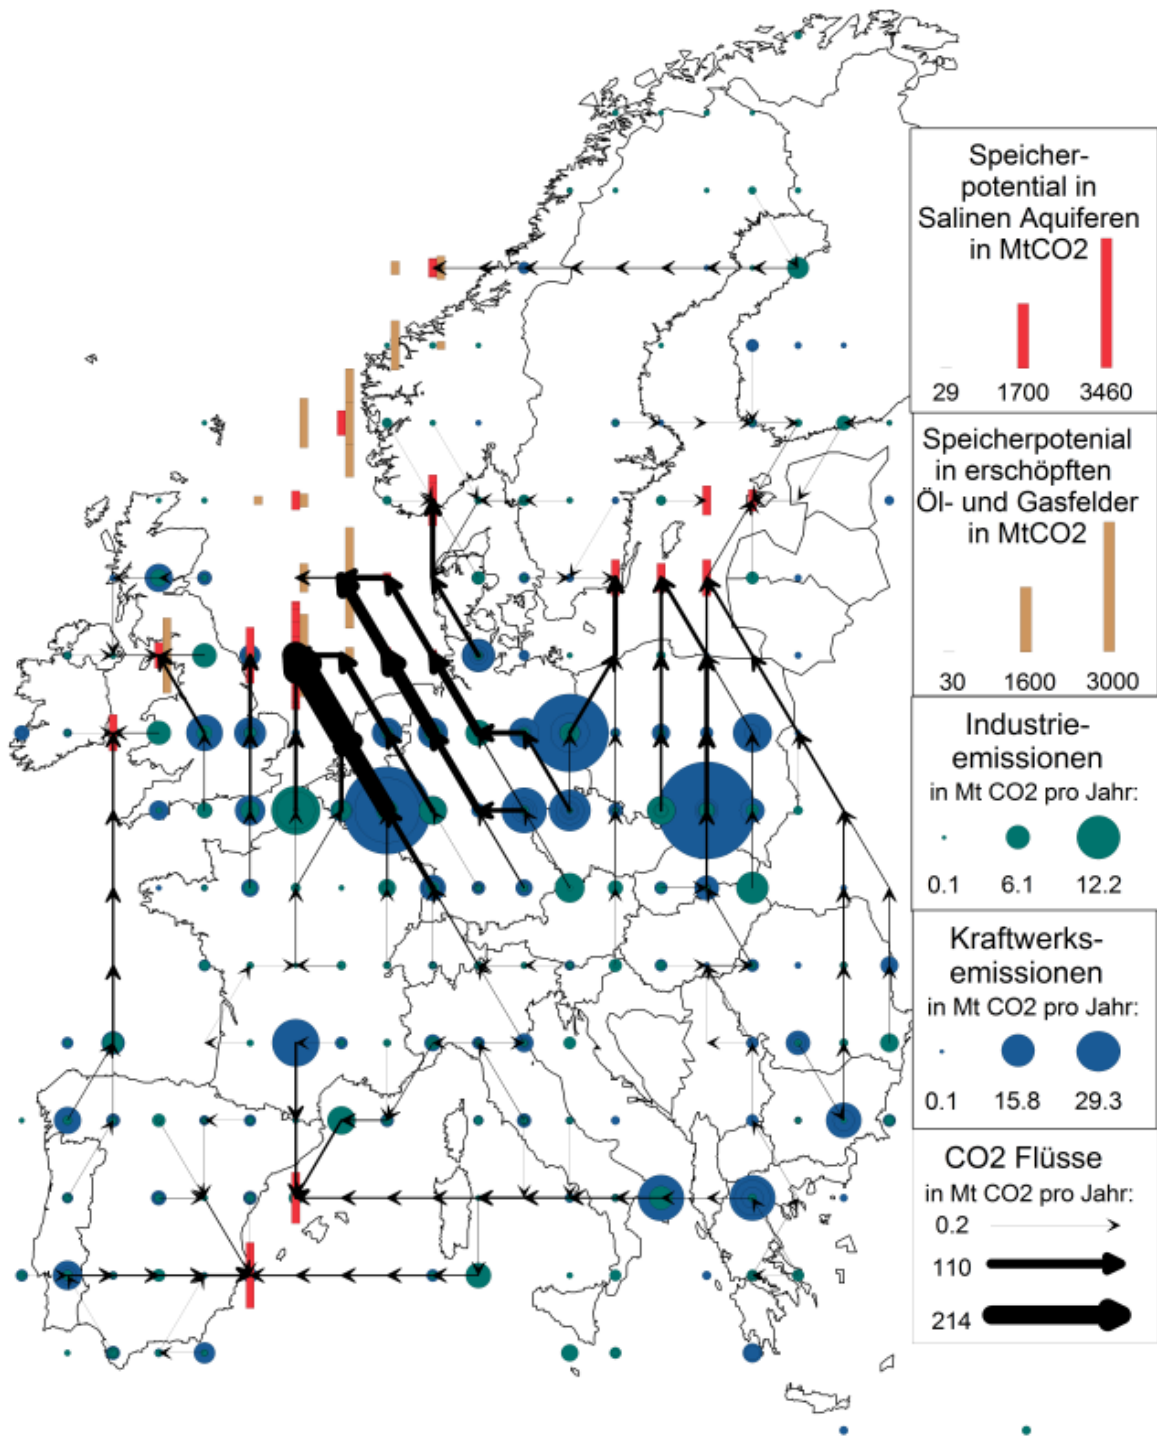 Speicher-
potential in
Salinen Aquiferen
in MtCO2
29 1700 3460
Speicherpotenial
in erschöpften
Öl- und Gasfelder
in MtCO2
30 1600 3000
Industrie-
emissionen
in Mt CO2 pro Jahr:
0.1 6.1 12.2
Kraftwerks-
emissionen
in Mt CO2 pro Jahr:
0.1 15.8 29.3
CO2 Flüsse
in Mt CO2 pro Jahr:
0.2
110
214